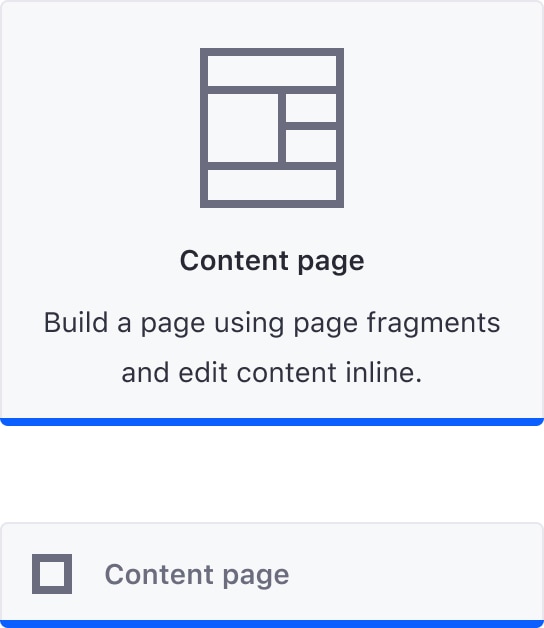 Content page
Build a page using page fragments
and edit content inline.
Content page